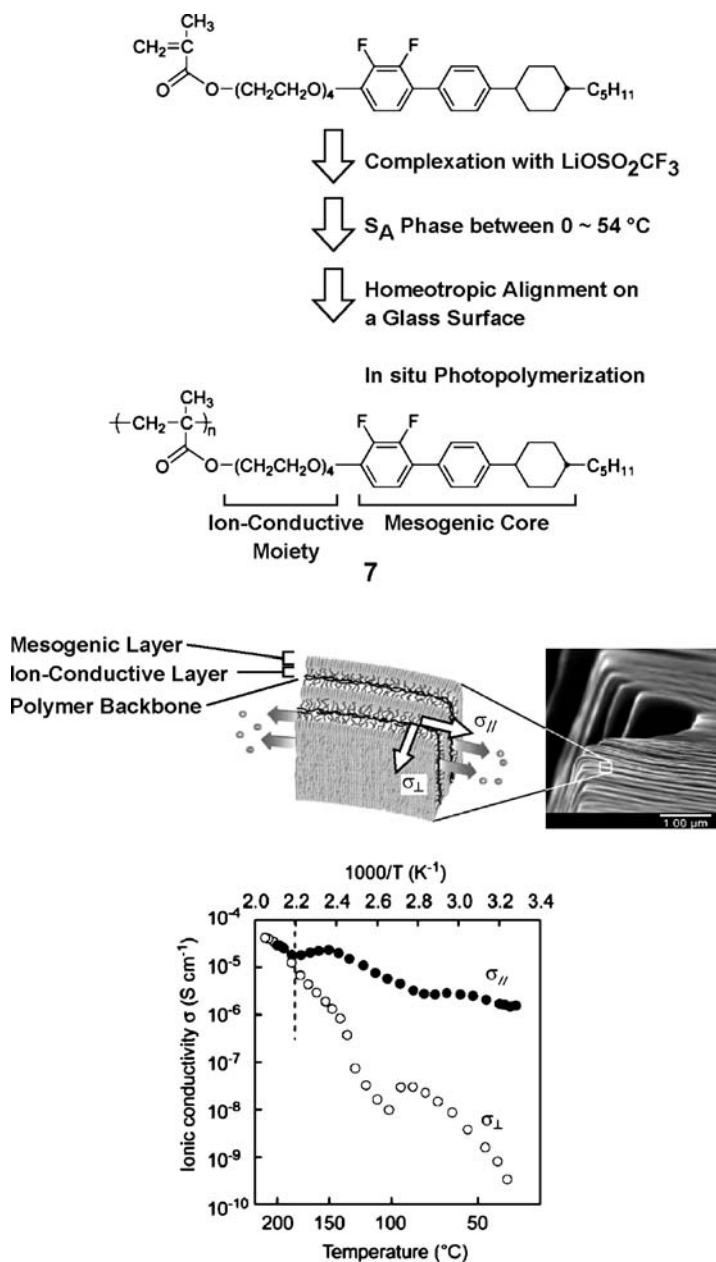 CH3
CH2
O
O-(CH2CH2O)4
F F
C5H11
Complexation with LiOSO2CF3
SA Phase between 0 ~ 54 °C
Homeotropic Alignment on
a Glass Surface
In situ Photopolymerization
CH3
( CH2-C )n
O
O-(CH2CH2O)4
F F
C5H11
Ion-Conductive
Moiety
Mesogenic Core
7
Mesogenic Layer
Ion-Conductive Layer
Polymer Backbone
σ//
σ⊥
1.00 µm
1000/T (K-1)
2.0 2.2 2.4 2.6 2.8 3.0 3.2 3.4
Ionic conductivity σ (S cm-1)
10-4
10-5
10-6
10-7
10-8
10-9
10-10
σ//
σ⊥
200 150 100 50
Temperature (°C)